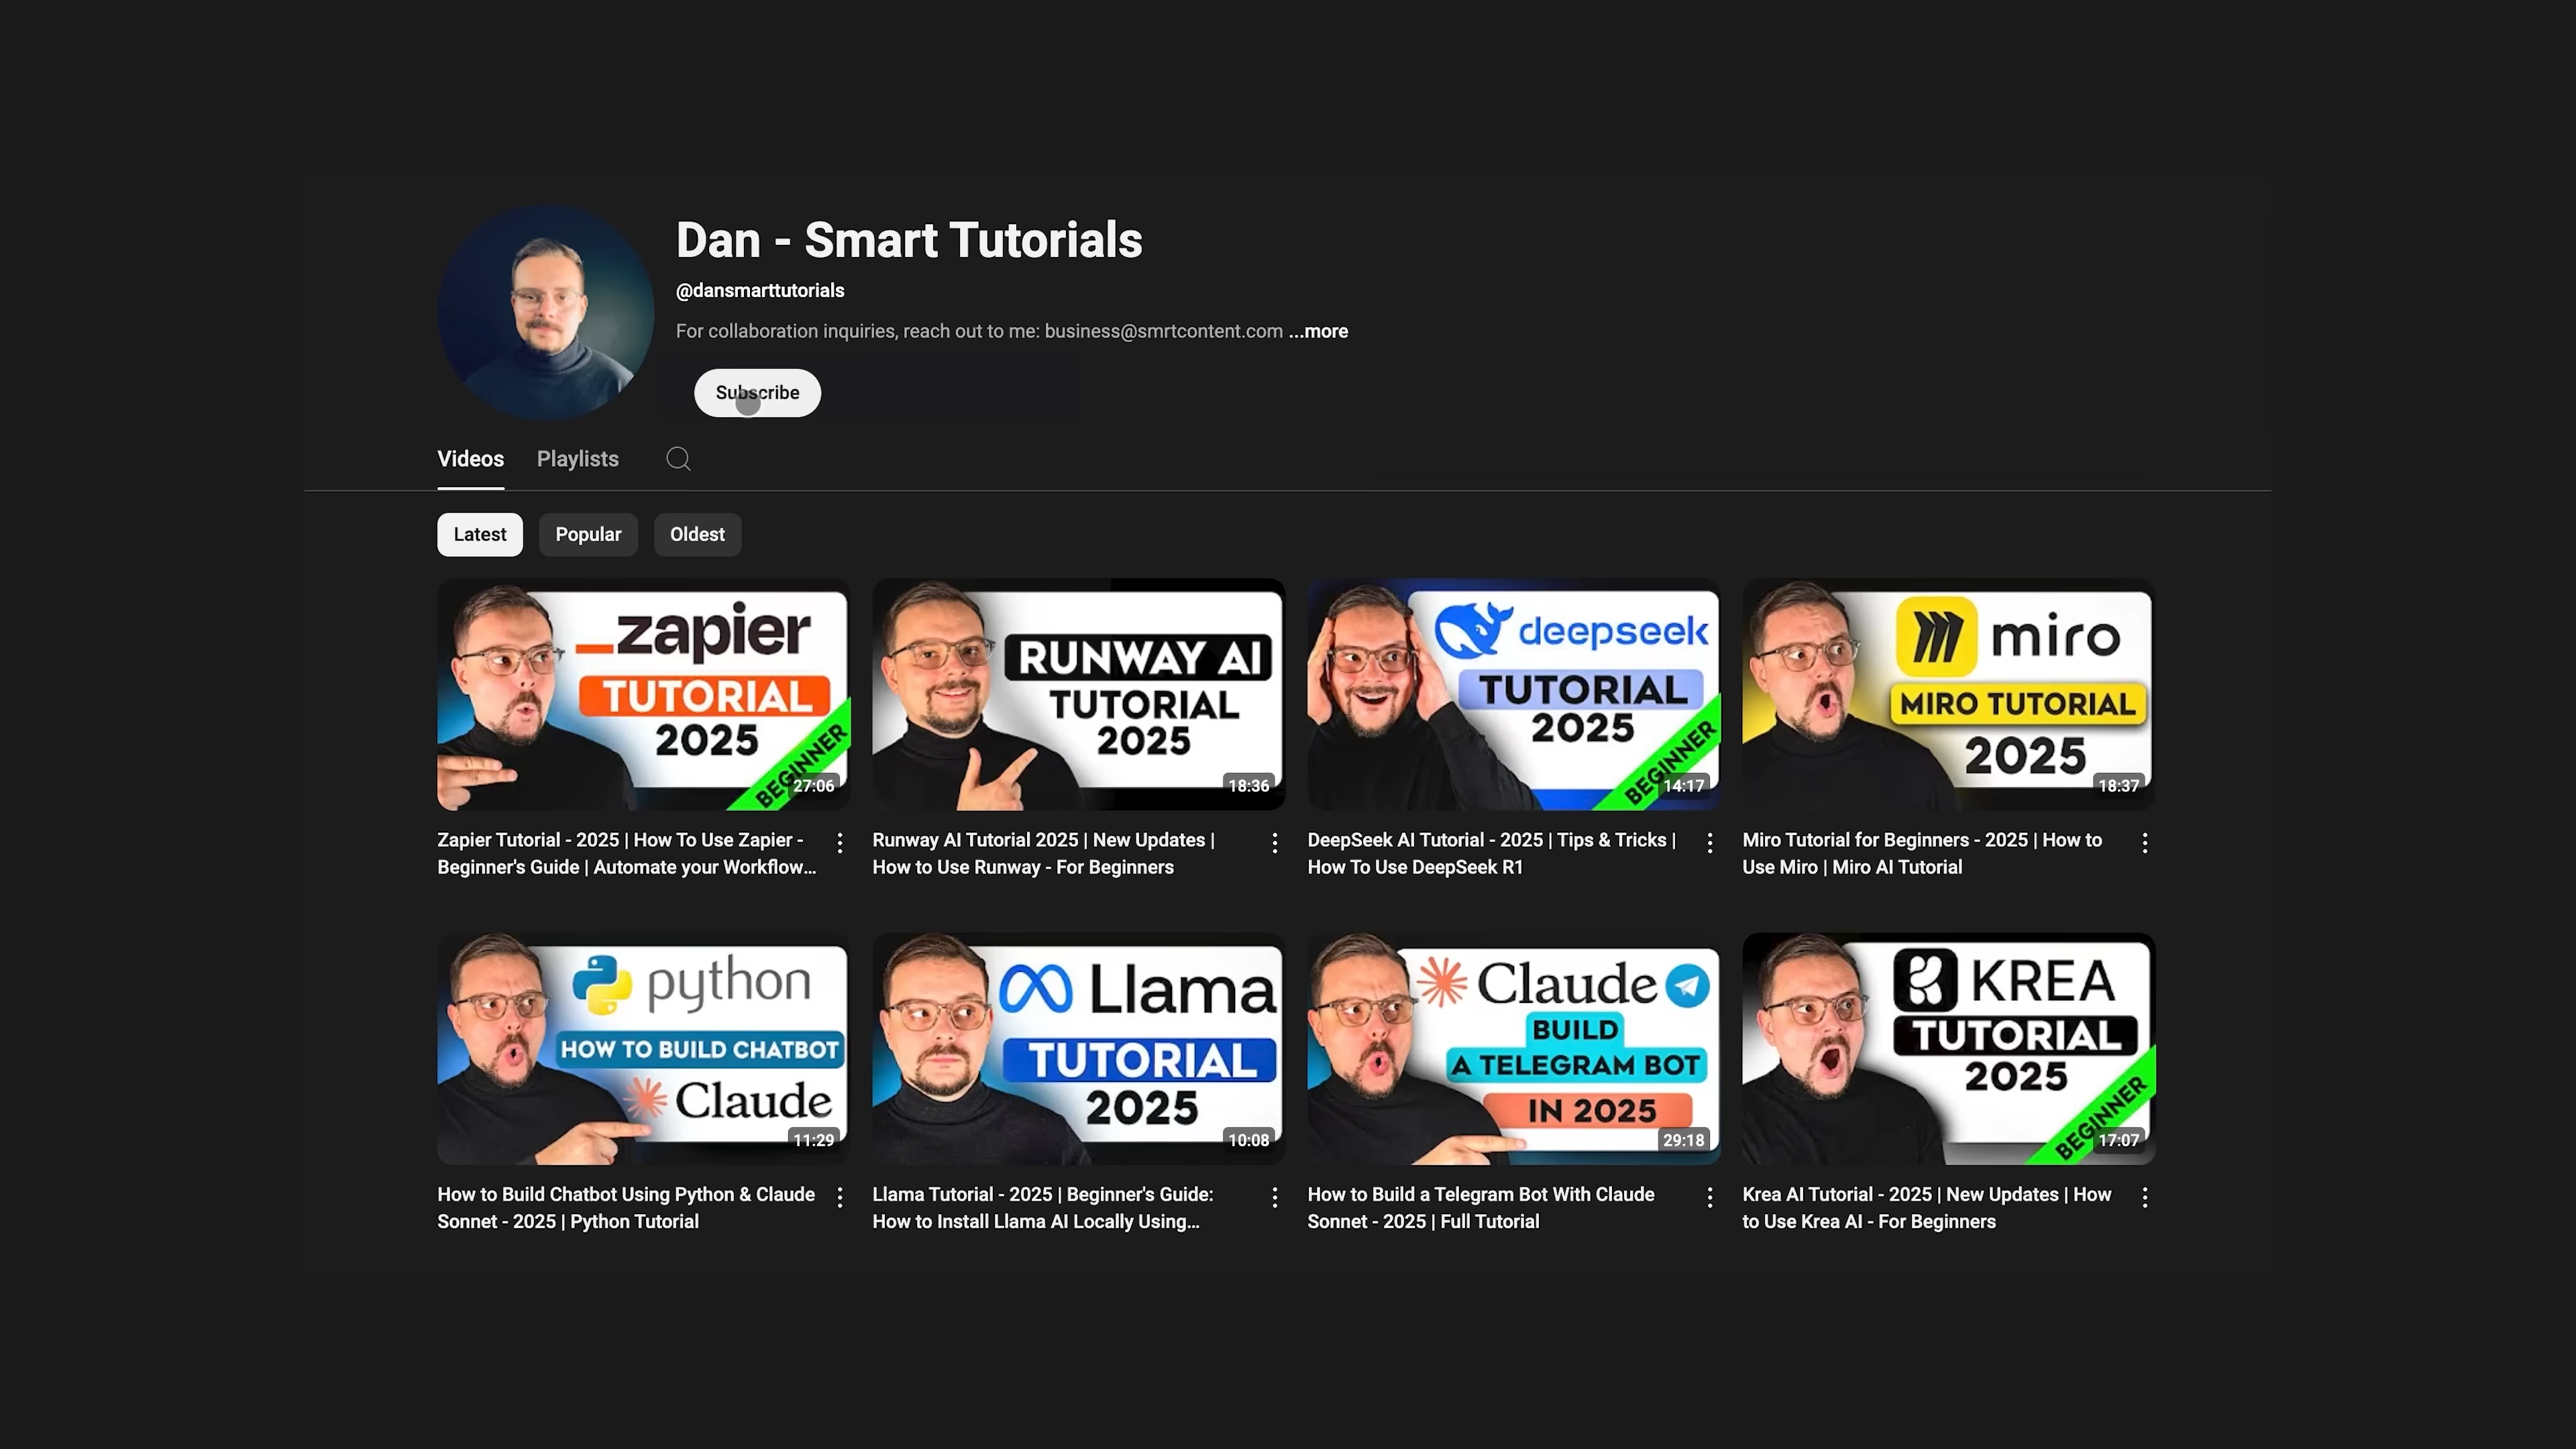 Dan - Smart Tutorials
@dansmarttutorials
For collaboration inquiries, reach out to me: business@smrtcontent.com ...more
Subscribe
Videos
Playlists
Latest
Popular
Oldest
zapier
TUTORIAL
2025
BEGINNER
27:06
RUNWAY AI
TUTORIAL
2025
18:36
deepseek
TUTORIAL
2025
BEGINNER
14:17
miro
MIRO TUTORIAL
2025
18:37
Zapier Tutorial - 2025 | How To Use Zapier -
Beginner's Guide | Automate your Workflow...
Runway AI Tutorial 2025 | New Updates |
How to Use Runway - For Beginners
DeepSeek AI Tutorial - 2025 | Tips & Tricks |
How To Use DeepSeek R1
Miro Tutorial for Beginners - 2025 | How to
Use Miro | Miro AI Tutorial
python
HOW TO BUILD CHATBOT
Claude
11:29
Llama
TUTORIAL
2025
10:08
Claude
BUILD
A TELEGRAM BOT
IN 2025
29:18
KREA
TUTORIAL
2025
BEGINNER
17:07
How to Build Chatbot Using Python & Claude
Sonnet - 2025 | Python Tutorial
Llama Tutorial - 2025 | Beginner's Guide:
How to Install Llama AI Locally Using...
How to Build a Telegram Bot With Claude
Sonnet - 2025 | Full Tutorial
Krea AI Tutorial - 2025 | New Updates | How
to Use Krea AI - For Beginners